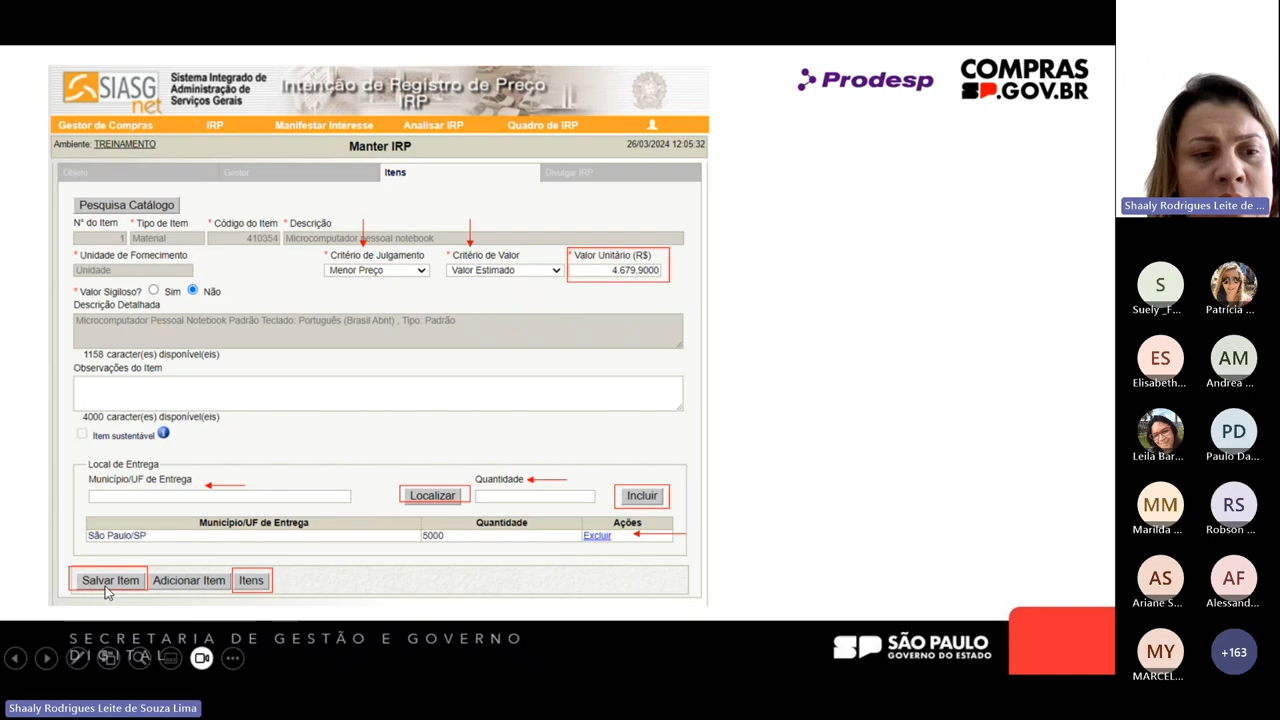 SIASG
net
Sistema Integrado de
Administração de
Serviços Gerais
Intenção de Registro de Preço
IRP
Gestor de Compras IRP Manifestar Interesse Analisar IRP Quadro de IRP
Ambiente: TREINAMENTO Manter IRP 26/03/2024 12:05:32
Objeto Gestor Itens Divulgar IRP
Pesquisa Catálogo
N° do Item * Tipo de Item * Código do Item * Descrição
1 Material 410354 Microcomputador pessoal notebook
* Unidade de Fornecimento * Critério de Julgamento * Critério de Valor * Valor Unitário (R$)
Unidade Menor Preço Valor Estimado 4.679,9000
* Valor Sigiloso? Sim Não
Descrição Detalhada
Microcomputador Pessoal Notebook Padrão Teclado: Português (Brasil Abnt) , Tipo: Padrão
1158 caracter(es) disponível(eis)
Observações do Item
4000 caracter(es) disponível(eis)
Item sustentável i
Local de Entrega
Município/UF de Entrega Quantidade
Localizar Incluir
Município/UF de Entrega Quantidade Ações
São Paulo/SP 5000 Excluir
Salvar Item Adicionar Item Itens
Prodesp
COMPRAS
SP.GOV.BR
SECRETARIA DE GESTÃO E GOVERNO
DIGITAL
SP SÃO PAULO
GOVERNO DO ESTADO
Shaaly Rodrigues Leite de Souza Lima
Shaaly Rodrigues Leite de ...
S
Suely _F... Patrícia ...
ES AM
Elisabeth... Andrea ...
PD
Leila Bar... Paulo Da...
MM RS
Marilda ... Robson ...
AS AF
Ariane S... Alessand...
MY +163
MARCEL...